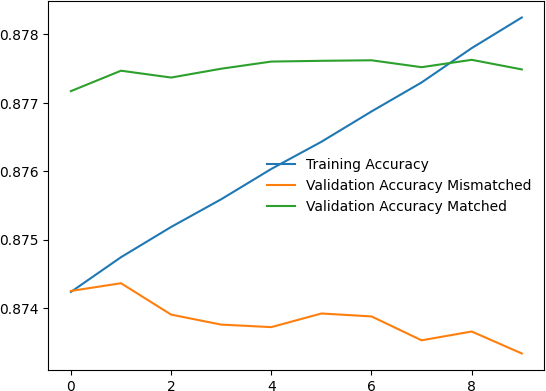 0.878
0.877
0.876
0.875
0.874
Training Accuracy
Validation Accuracy Mismatched
Validation Accuracy Matched
0 2 4 6 8